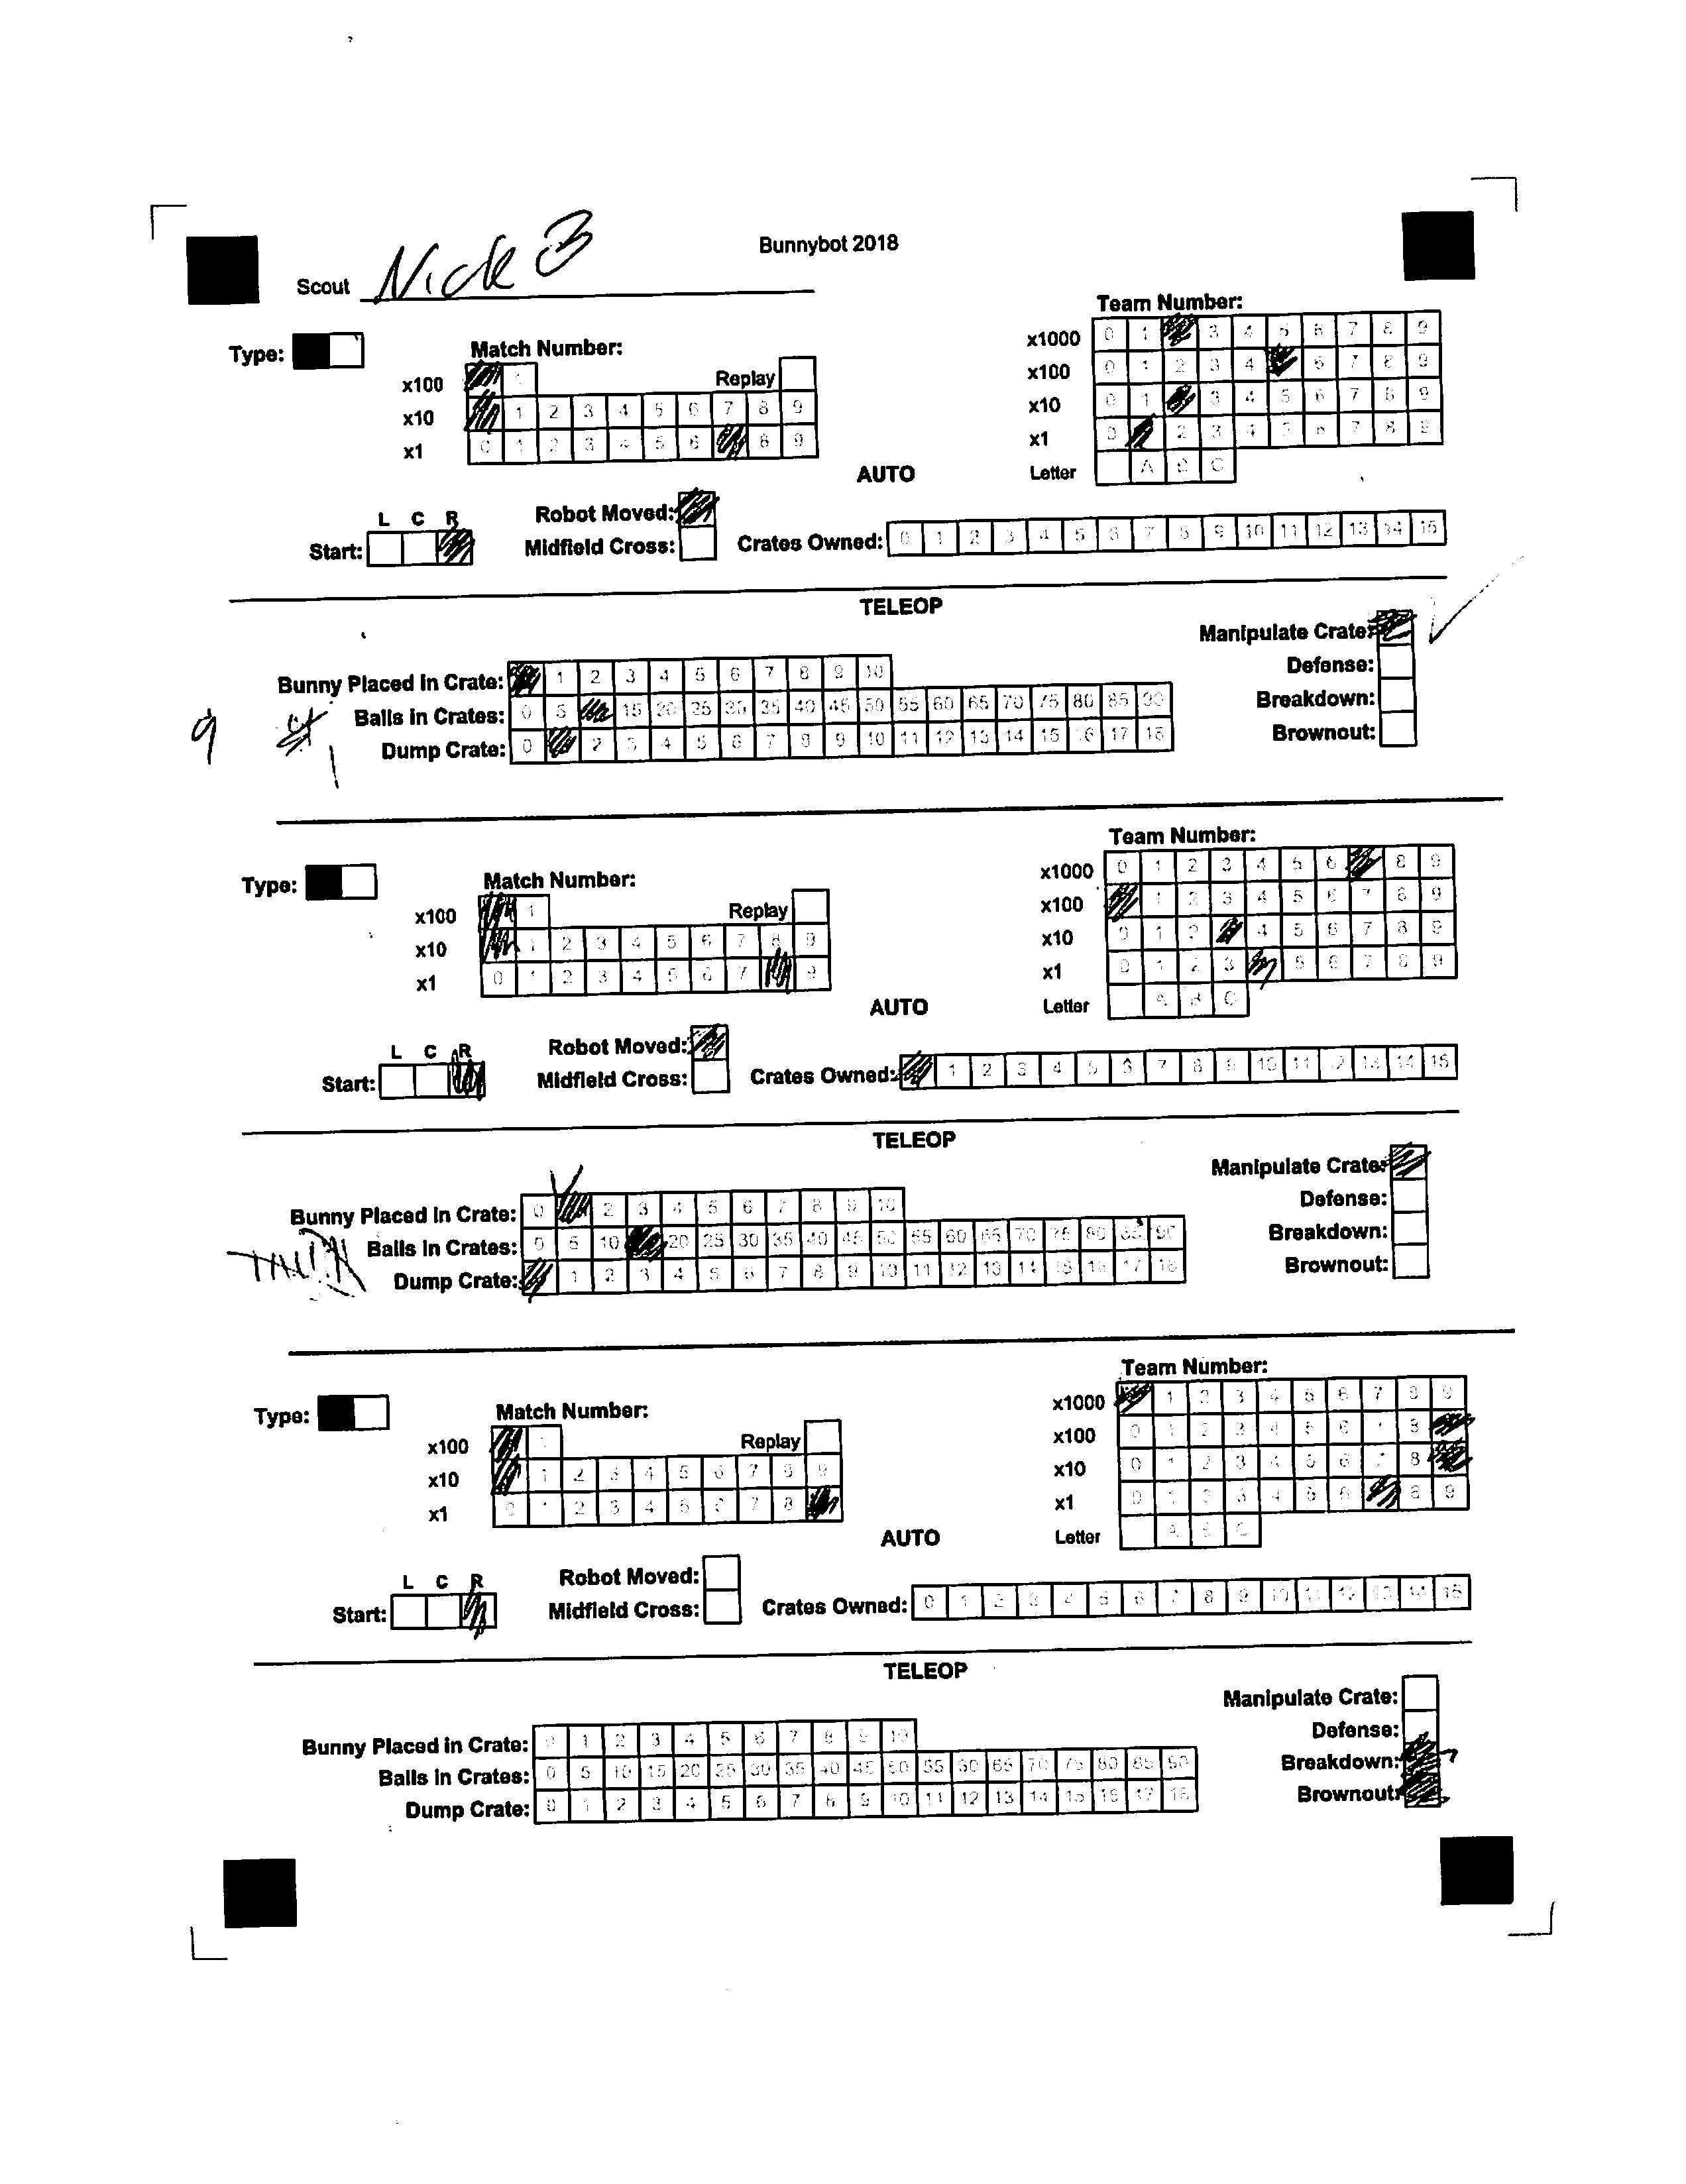 Bunnybot 2018
Scout Nick B
Team Number:
Type:
Match Number:
x1000 0 1 3 4 5 6 7 8 9
x100 0 1 2 3 4 6 7 8 9
x10 0 1 3 4 5 6 7 8 9
x1 0 2 3 4 5 6 7 8 9
Letter A B C
x100 1 Replay
x10 1 2 3 4 5 6 7 8 9
x1 0 1 2 3 4 5 6 8 9
AUTO
L C R
Start:
Robot Moved:
Midfield Cross:
Crates Owned: 0 1 2 3 4 5 6 7 8 9 10 11 12 13 14 15
TELEOP
Manipulate Crate:
Defense:
Breakdown:
Brownout:
Bunny Placed in Crate: 1 2 3 4 5 6 7 8 9 10
Balls in Crates: 0 5 15 20 25 30 35 40 45 50 55 60 65 70 75 80 85 90
Dump Crate: 0 2 3 4 5 6 7 8 9 10 11 12 13 14 15 16 17 18
9
1
Team Number:
Type:
Match Number:
x1000 0 1 2 3 4 5 6 8 9
x100 1 2 3 4 5 6 7 8 9
x10 0 1 2 4 5 6 7 8 9
x1 0 1 2 3 5 6 7 8 9
Letter A B C
x100 1 Replay
x10 1 2 3 4 5 6 7 8 9
x1 0 1 2 3 4 5 6 7 9
AUTO
L C R
Start:
Robot Moved:
Midfield Cross:
Crates Owned: 1 2 3 4 5 6 7 8 9 10 11 12 13 14 15
TELEOP
Manipulate Crate:
Defense:
Breakdown:
Brownout:
Bunny Placed in Crate: 0 2 3 4 5 6 7 8 9 10
Balls in Crates: 0 5 10 20 25 30 35 40 45 50 55 60 65 70 75 80 85 90
Dump Crate: 1 2 3 4 5 6 7 8 9 10 11 12 13 14 15 16 17 18
Team Number:
Type:
Match Number:
x1000 1 2 3 4 5 6 7 8 9
x100 0 1 2 3 4 5 6 7 8
x10 0 1 2 3 4 5 6 7 8
x1 0 1 2 3 4 5 6 8 9
Letter A B C
x100 1 Replay
x10 1 2 3 4 5 6 7 8 9
x1 0 1 2 3 4 5 6 7 8
AUTO
L C R
Start:
Robot Moved:
Midfield Cross:
Crates Owned: 0 1 2 3 4 5 6 7 8 9 10 11 12 13 14 15
TELEOP
Manipulate Crate:
Defense:
Breakdown:
Brownout:
Bunny Placed in Crate: 0 1 2 3 4 5 6 7 8 9 10
Balls in Crates: 0 5 10 15 20 25 30 35 40 45 50 55 60 65 70 75 80 85 90
Dump Crate: 0 1 2 3 4 5 6 7 8 9 10 11 12 13 14 15 16 17 18